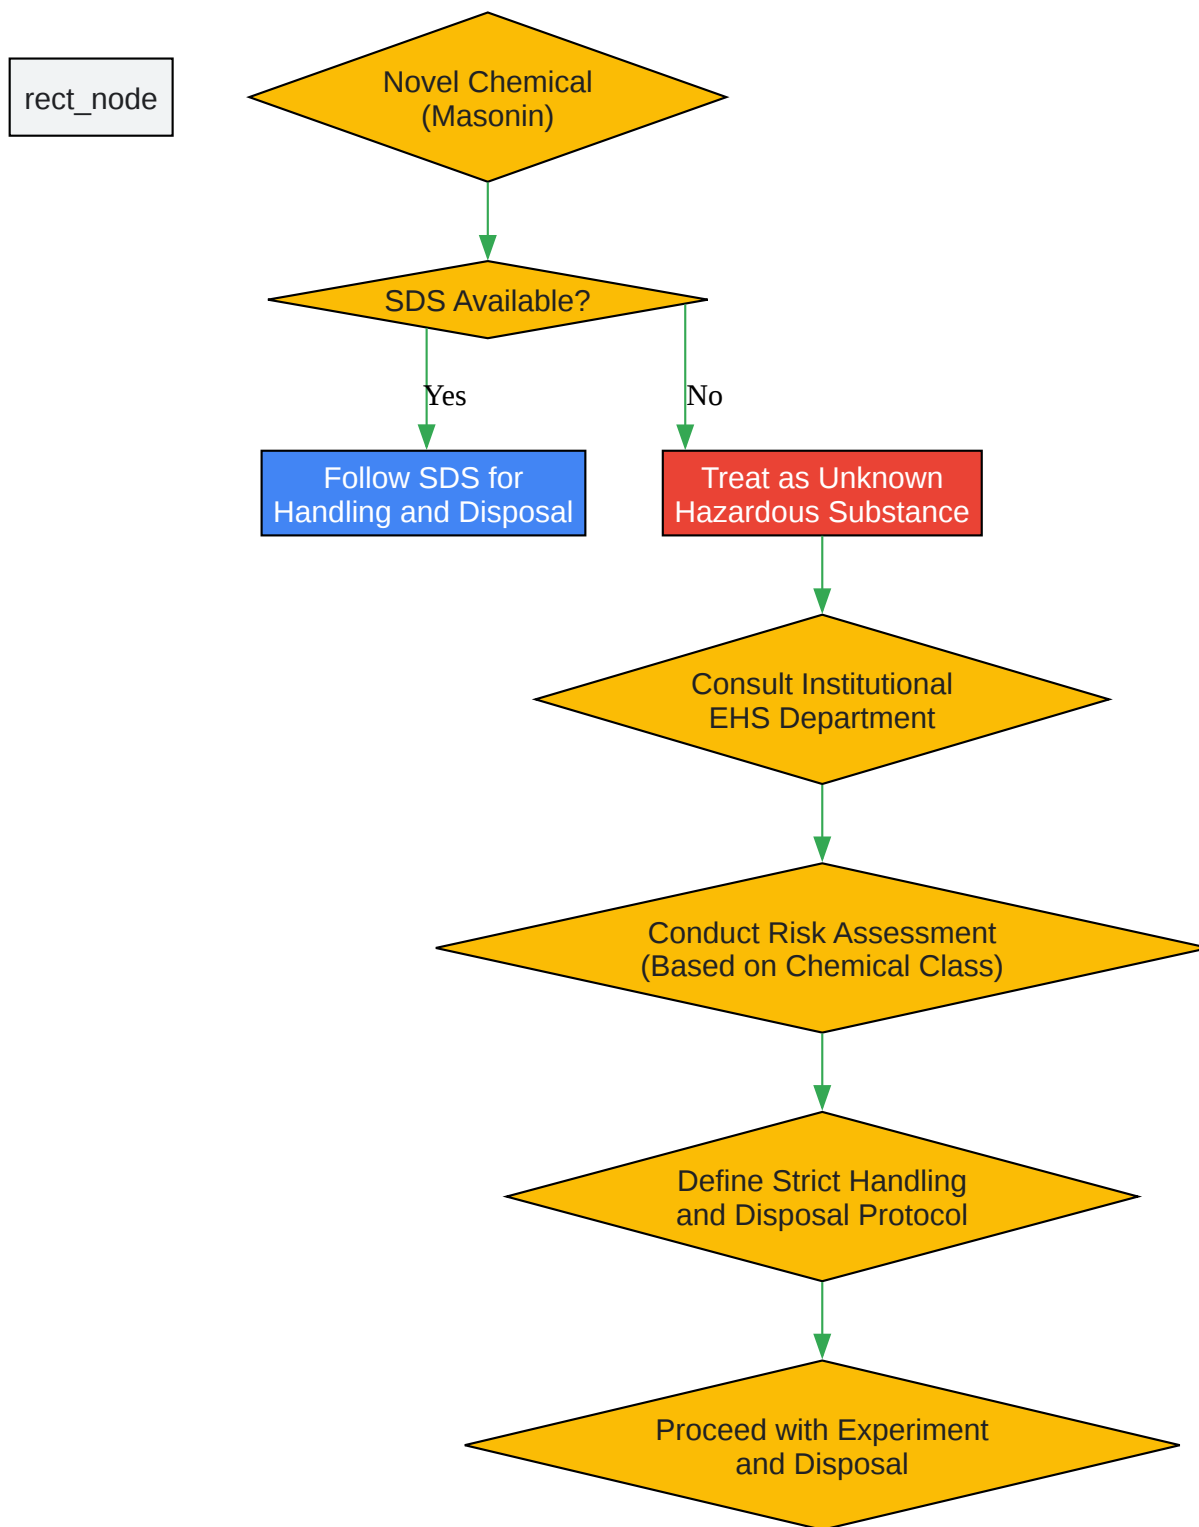 rect_node
Novel Chemical
(Masonin)
SDS Available?
Yes
No
Follow SDS for
Handling and Disposal
Treat as Unknown
Hazardous Substance
Consult Institutional
EHS Department
Conduct Risk Assessment
(Based on Chemical Class)
Define Strict Handling
and Disposal Protocol
Proceed with Experiment
and Disposal